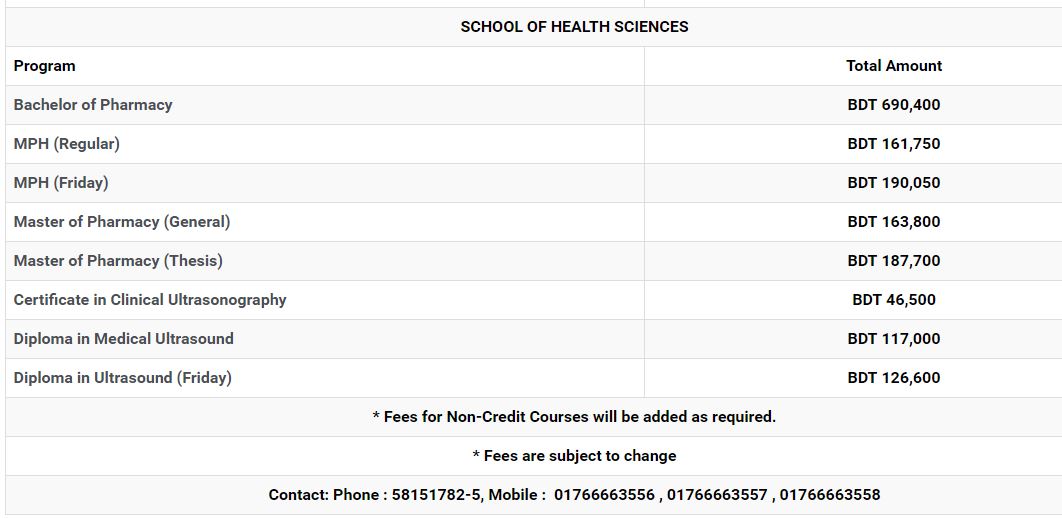 SCHOOL OF HEALTH SCIENCES
Program Total Amount
Bachelor of Pharmacy BDT 690,400
MPH (Regular) BDT 161,750
MPH (Friday) BDT 190,050
Master of Pharmacy (General) BDT 163,800
Master of Pharmacy (Thesis) BDT 187,700
Certificate in Clinical Ultrasonography BDT 46,500
Diploma in Medical Ultrasound BDT 117,000
Diploma in Ultrasound (Friday) BDT 126,600
* Fees for Non-Credit Courses will be added as required.
* Fees are subject to change
Contact: Phone : 58151782-5, Mobile :  01766663556 , 01766663557 , 01766663558